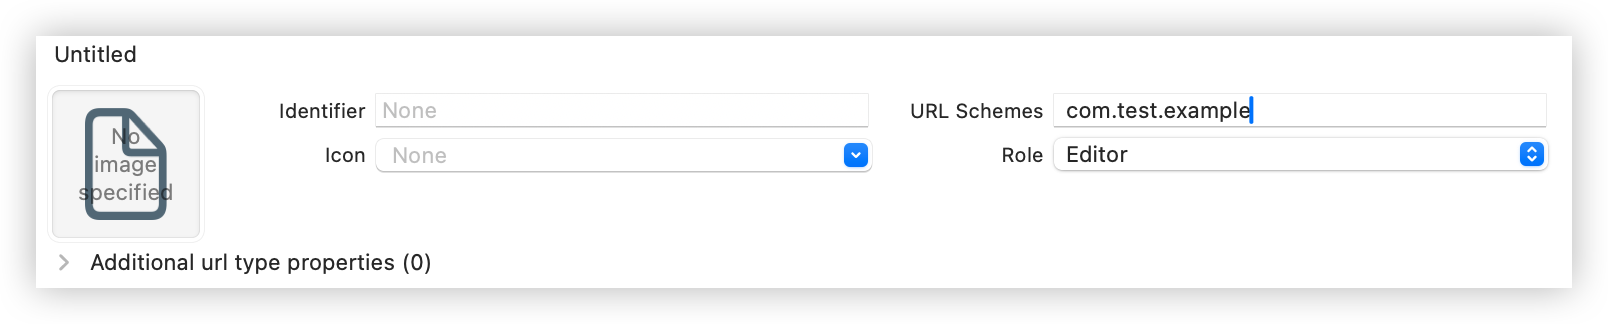 Untitled
No
image
specified
Identifier None
URL Schemes com.test.example
Icon None
Role Editor
Additional url type properties (0)